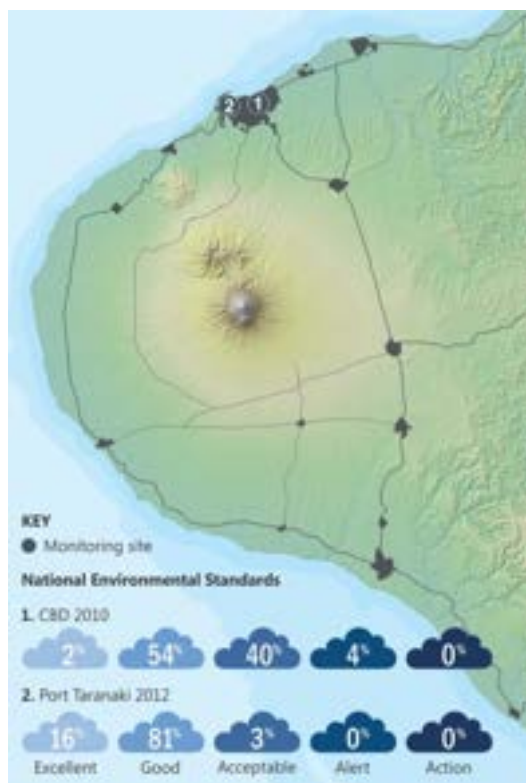 2 1
KEY
Monitoring site
National Environmental Standards
1. CBD 2010
2% 54% 40% 4% 0%
2. Port Taranaki 2012
16% 81% 3% 0% 0%
Excellent Good Acceptable Alert Action